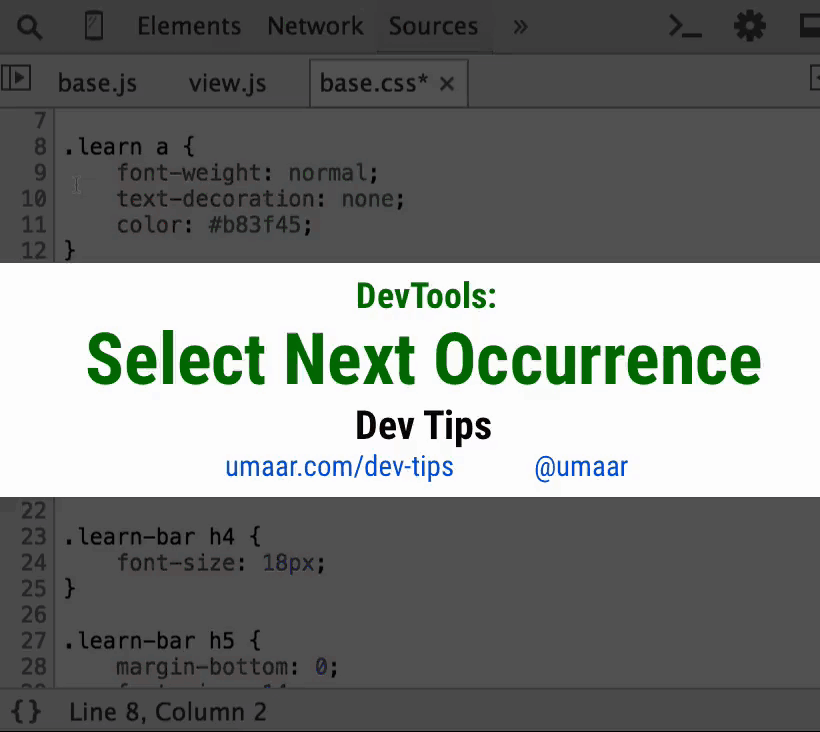 Elements Network Sources »
base.js view.js base.css* ×
7
8 .learn a {
9 font-weight: normal;
10 text-decoration: none;
11 color: #b83f45;
12 }
DevTools:
Select Next Occurrence
Dev Tips
umaar.com/dev-tips @umaar
22
23 .learn-bar h4 {
24 font-size: 18px;
25 }
26
27 .learn-bar h5 {
28 margin-bottom: 0;
{} Line 8, Column 2